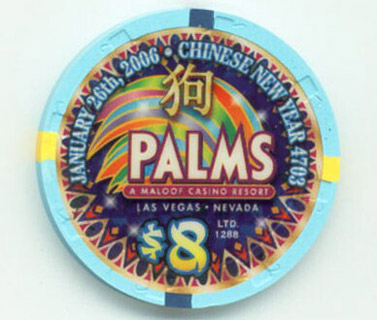 JANUARY 26th, 2006 • CHINESE NEW YEAR 4703
狗
PALMS
A MALOOF CASINO RESORT
LAS VEGAS • NEVADA
$8
LTD.
1288